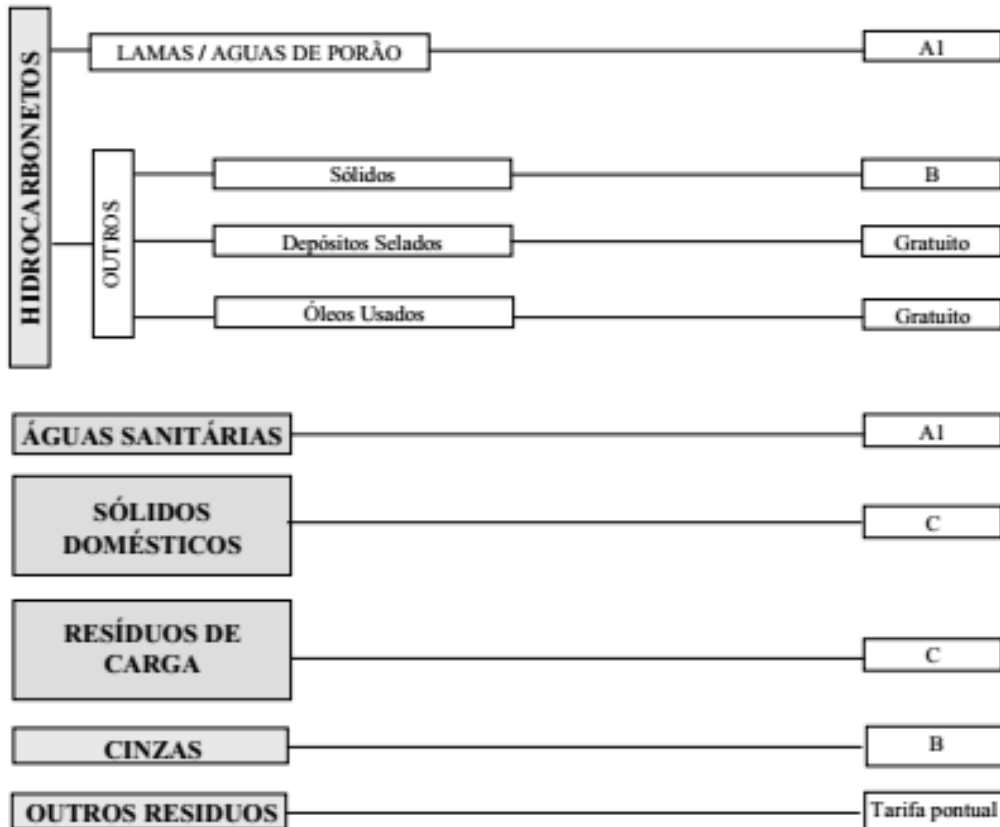 HIDROCARBONETOS
LAMAS / AGUAS DE PORÃO
A1
OUTROS
Sólidos
B
Depósitos Selados
Gratuito
Óleos Usados
Gratuito
ÁGUAS SANITÁRIAS
A1
SÓLIDOS
DOMÉSTICOS
C
RESÍDUOS DE
CARGA
C
CINZAS
B
OUTROS RESIDUOS
Tarifa pontual